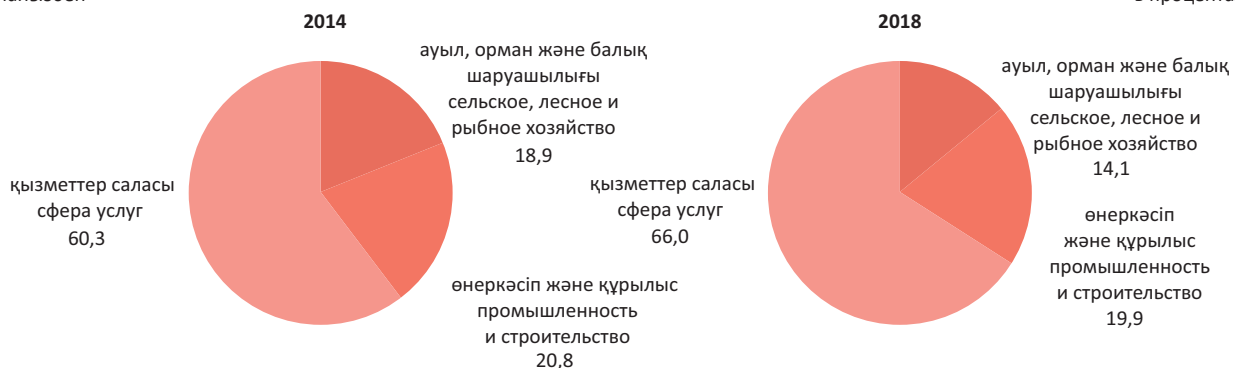 2014
ауыл, орман және балық
шаруашылығы
сельское, лесное и
рыбное хозяйство
18,9
қызметтер саласы
сфера услуг
60,3
өнеркәсіп және құрылыс
промышленность
и строительство
20,8
2018
ауыл, орман және балық
шаруашылығы
сельское, лесное и
рыбное хозяйство
14,1
қызметтер саласы
сфера услуг
66,0
өнеркәсіп
және құрылыс
промышленность
и строительство
19,9